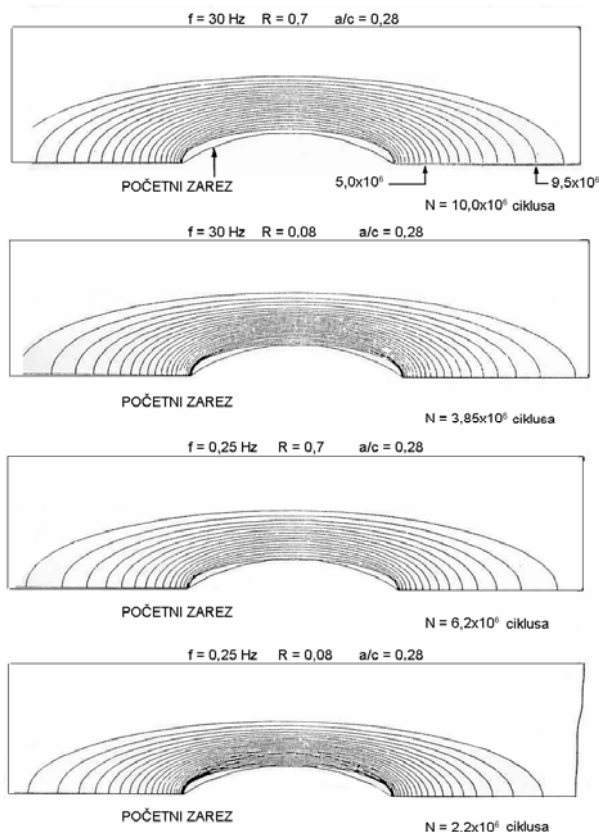 f = 30 Hz R = 0,7 a/c = 0,28
POČETNI ZAREZ
5,0x10⁶
9,5x10⁶
N = 10,0x10⁶ ciklusa
f = 30 Hz R = 0,08 a/c = 0,28
POČETNI ZAREZ
N = 3,85x10⁶ ciklusa
f = 0,25 Hz R = 0,7 a/c = 0,28
POČETNI ZAREZ
N = 6,2x10⁶ ciklusa
f = 0,25 Hz R = 0,08 a/c = 0,28
POČETNI ZAREZ
N = 2,2x10⁶ ciklusa